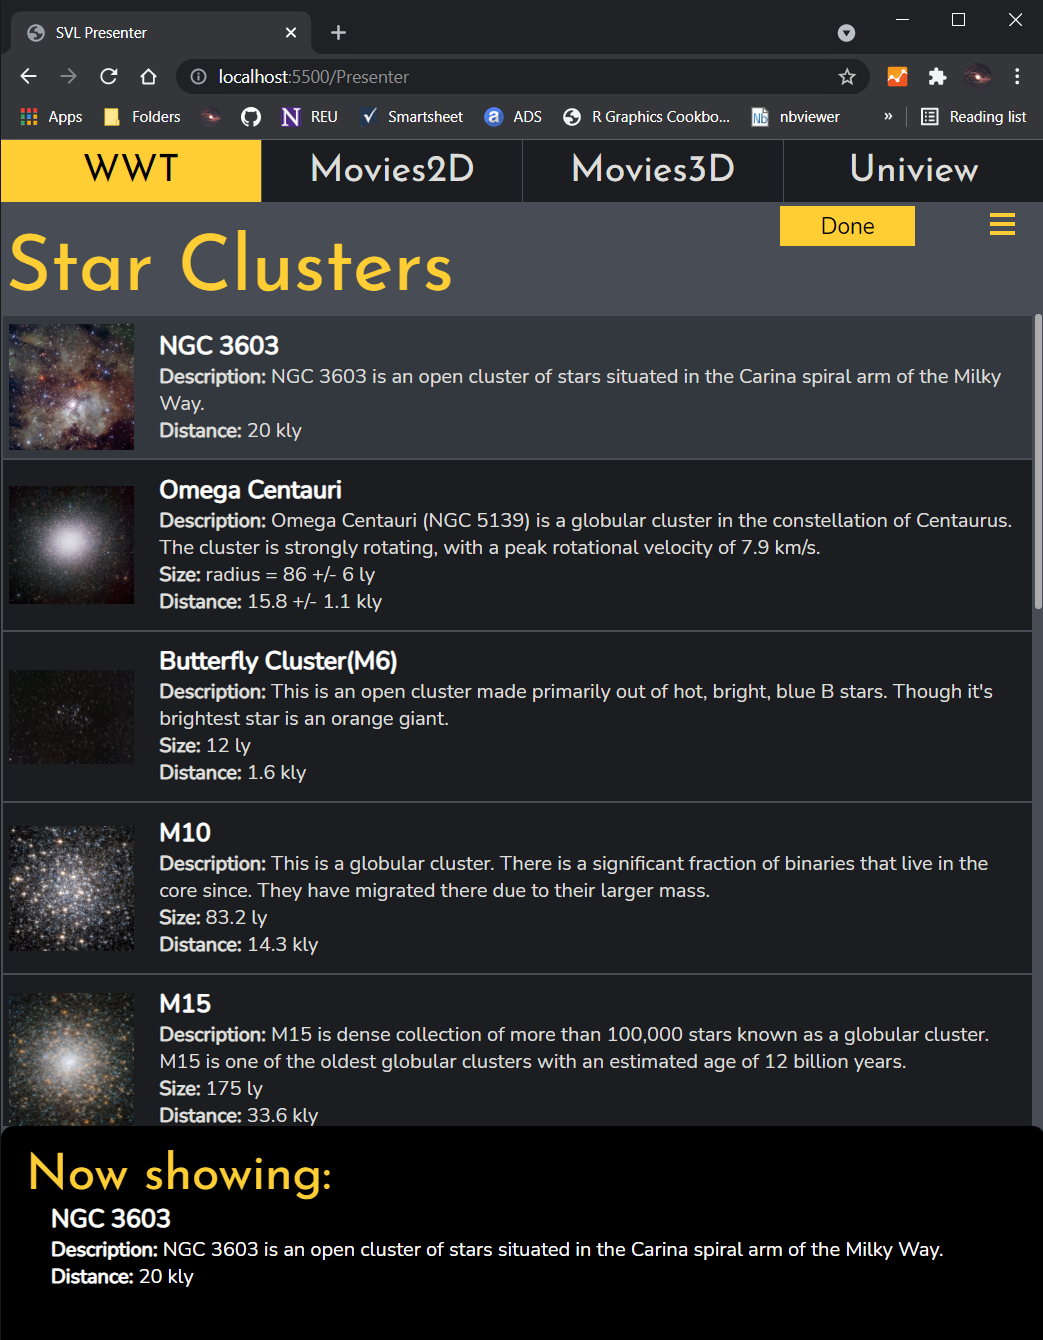 SVL Presenter
localhost:5500/Presenter
Apps Folders REU Smartsheet ADS R Graphics Cookbo... nbviewer » Reading list
WWT Movies2D Movies3D Uniview
Done
Star Clusters
NGC 3603
Description: NGC 3603 is an open cluster of stars situated in the Carina spiral arm of the Milky
Way.
Distance: 20 kly
Omega Centauri
Description: Omega Centauri (NGC 5139) is a globular cluster in the constellation of Centaurus.
The cluster is strongly rotating, with a peak rotational velocity of 7.9 km/s.
Size: radius = 86 +/- 6 ly
Distance: 15.8 +/- 1.1 kly
Butterfly Cluster(M6)
Description: This is an open cluster made primarily out of hot, bright, blue B stars. Though it's
brightest star is an orange giant.
Size: 12 ly
Distance: 1.6 kly
M10
Description: This is a globular cluster. There is a significant fraction of binaries that live in the
core since. They have migrated there due to their larger mass.
Size: 83.2 ly
Distance: 14.3 kly
M15
Description: M15 is dense collection of more than 100,000 stars known as a globular cluster.
M15 is one of the oldest globular clusters with an estimated age of 12 billion years.
Size: 175 ly
Distance: 33.6 kly
Now showing:
NGC 3603
Description: NGC 3603 is an open cluster of stars situated in the Carina spiral arm of the Milky Way.
Distance: 20 kly